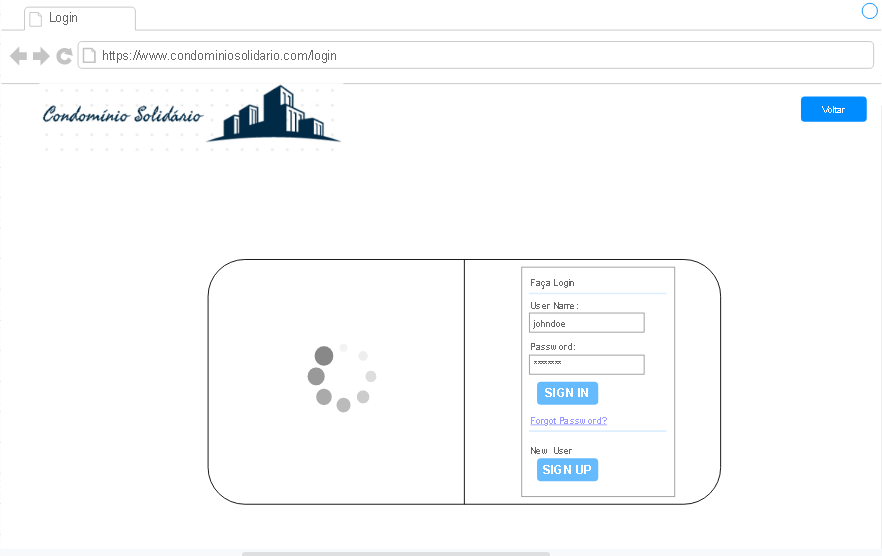 Login
https://www.condominiosolidario.com/login
Condomínio Solidário
Voltar
Faça Login
User Name:
johndoe
Password:
********
SIGN IN
Forgot Password?
New User
SIGN UP